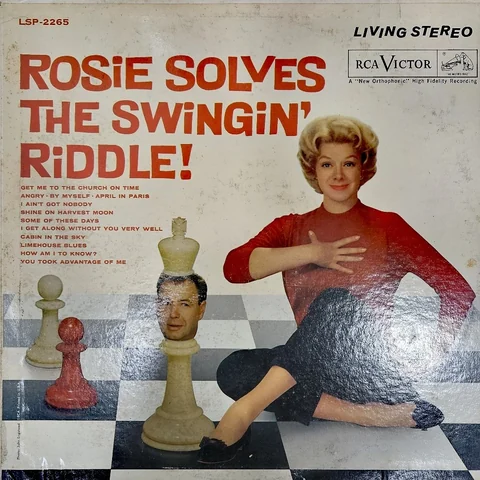 LSP-2265
LIVING STEREO
RCA VICTOR
A "New Orthophonic" High Fidelity Recording
ROSiE SOLVES
THE SWiNGiN'
RiDDLE!
GET ME TO THE CHURCH ON TIME
ANGRY · BY MYSELF · APRIL IN PARIS
I AIN'T GOT NOBODY
SHINE ON HARVEST MOON
SOME OF THESE DAYS
I GET ALONG WITHOUT YOU VERY WELL
CABIN IN THE SKY
LIMEHOUSE BLUES
HOW AM I TO KNOW?
YOU TOOK ADVANTAGE OF ME